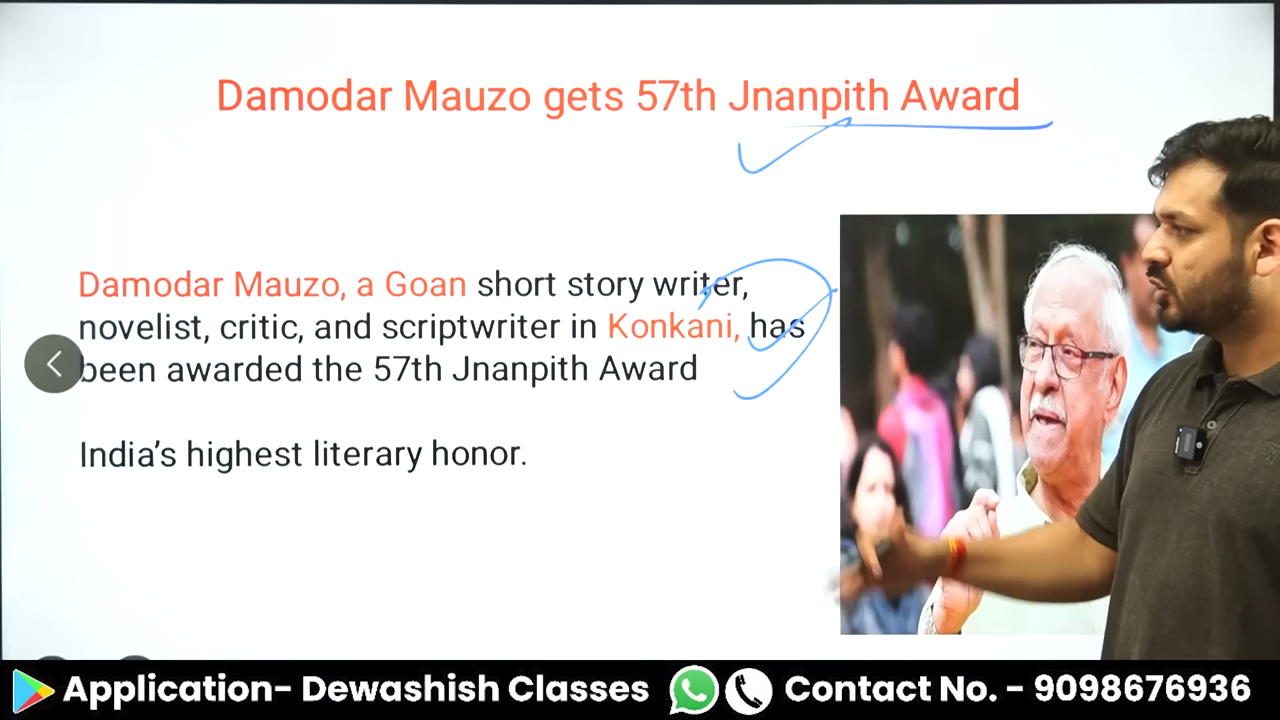 Damodar Mauzo gets 57th Jnanpith Award
Damodar Mauzo, a Goan short story writer,
novelist, critic, and scriptwriter in Konkani, has
been awarded the 57th Jnanpith Award
India’s highest literary honor.
Application- Dewashish Classes Contact No. - 9098676936